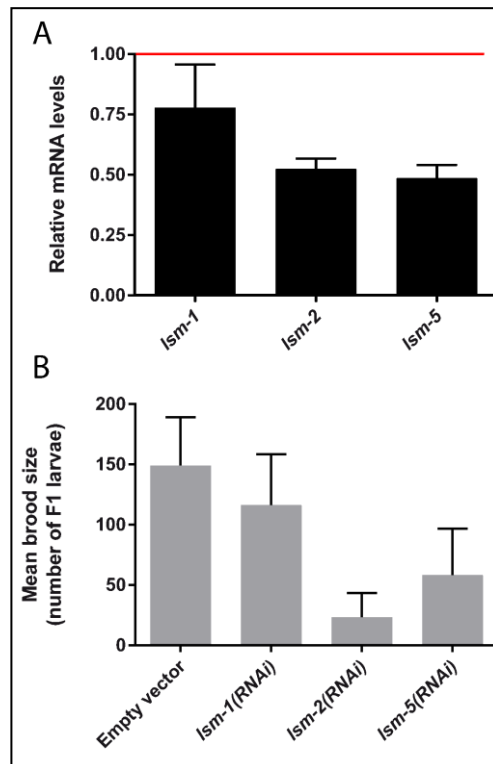 A
Relative mRNA levels
1.00
0.75
0.50
0.25
0.00
lsm-1
lsm-2
lsm-5
B
Mean brood size
(number of F1 larvae)
200
150
100
50
0
Empty vector
lsm-1(RNAi)
lsm-2(RNAi)
lsm-5(RNAi)